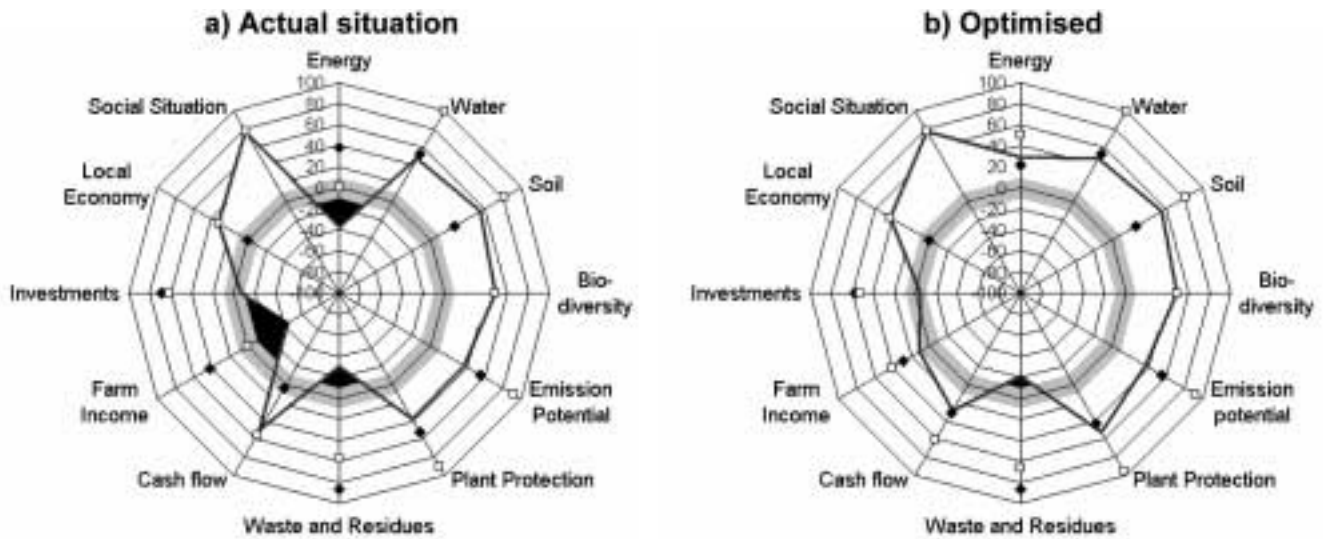 a) Actual situation
Energy
100
80
60
40
20
0
-20
-40
-60
-80
-100
Water
Soil
Bio-
diversity
Emission
Potential
Plant Protection
Waste and Residues
Cash flow
Farm
Income
Investments
Local
Economy
Social Situation
b) Optimised
Energy
100
80
60
40
20
0
-20
-40
-60
-80
-100
Water
Soil
Bio-
diversity
Emission
potential
Plant Protection
Waste and Residues
Cash flow
Farm
Income
Investments
Local
Economy
Social Situation